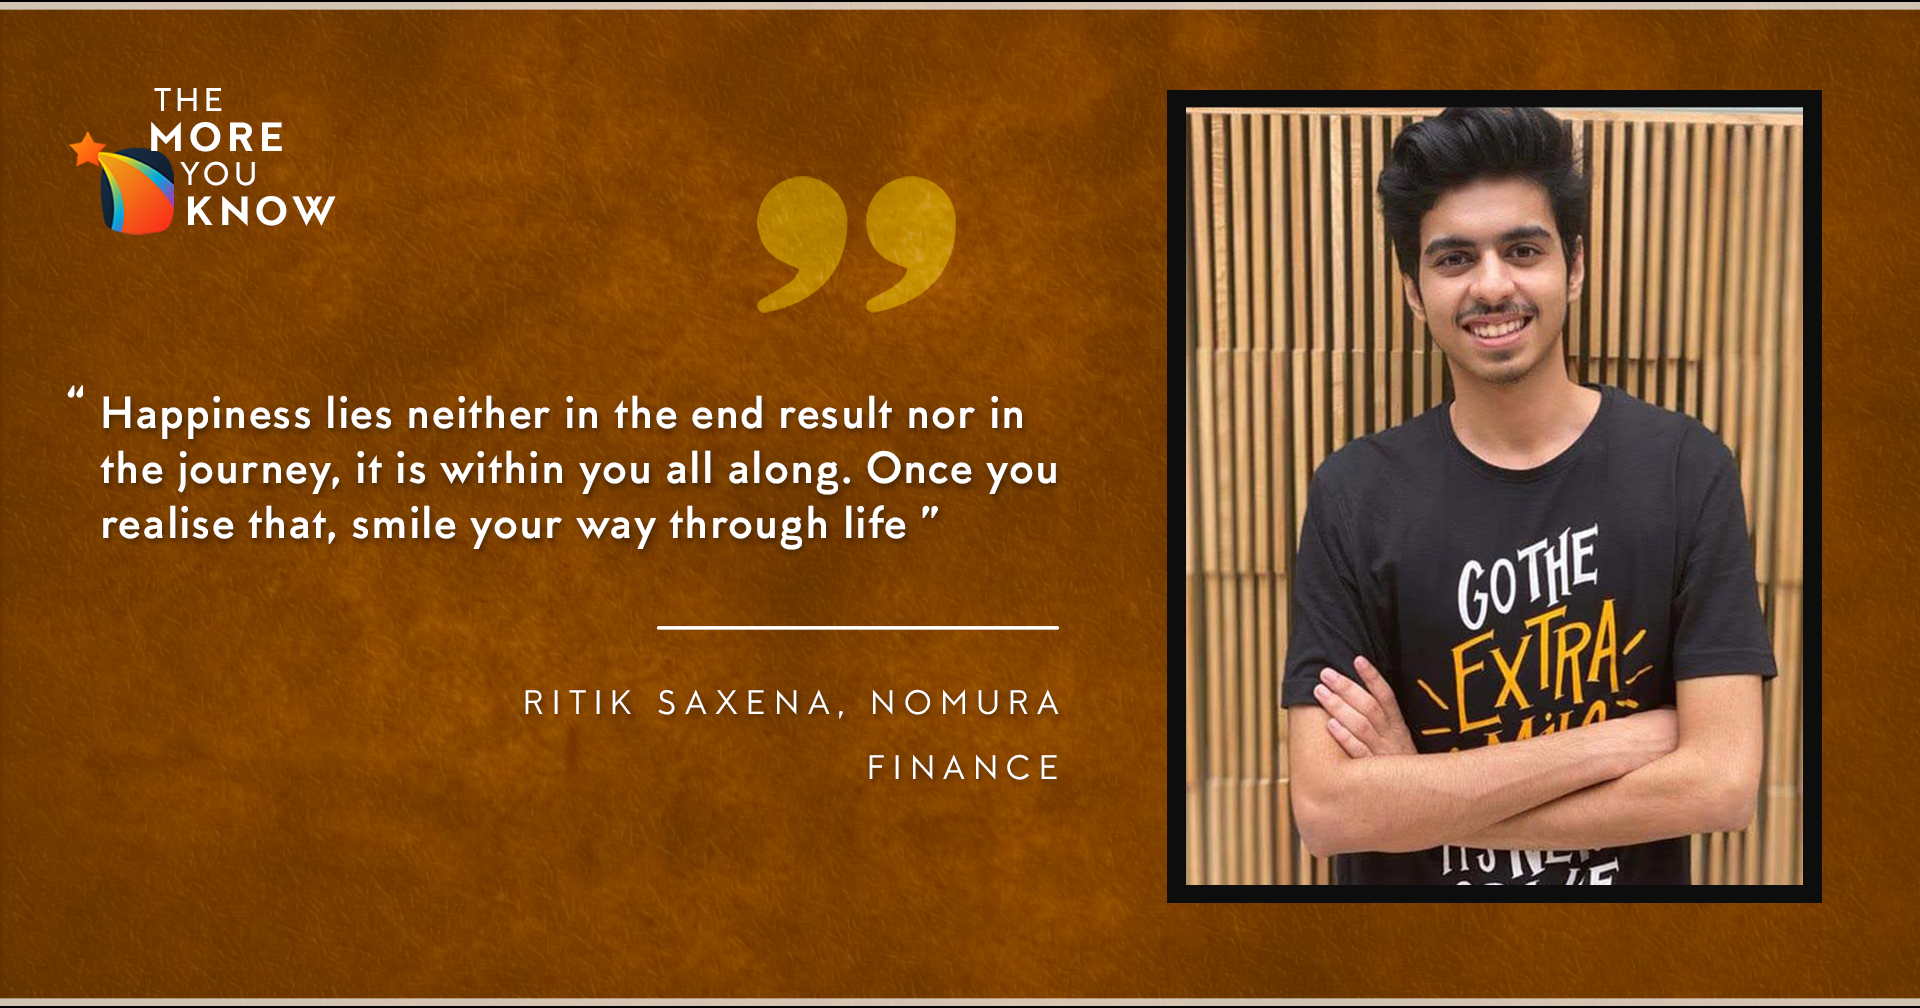 THE
MORE
YOU
KNOW
“ Happiness lies neither in the end result nor in
the journey, it is within you all along. Once you
realise that, smile your way through life ”
RITIK SAXENA, NOMURA
FINANCE
GO THE
EXTRA